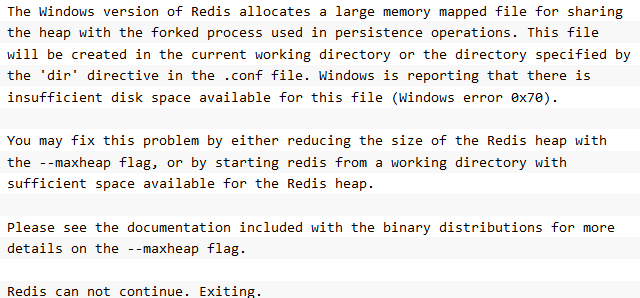 The Windows version of Redis allocates a large memory mapped file for sharing
the heap with the forked process used in persistence operations. This file
will be created in the current working directory or the directory specified by
the 'dir' directive in the .conf file. Windows is reporting that there is
insufficient disk space available for this file (Windows error 0x70).
You may fix this problem by either reducing the size of the Redis heap with
the --maxheap flag, or by starting redis from a working directory with
sufficient space available for the Redis heap.
Please see the documentation included with the binary distributions for more
details on the --maxheap flag.
Redis can not continue. Exiting.